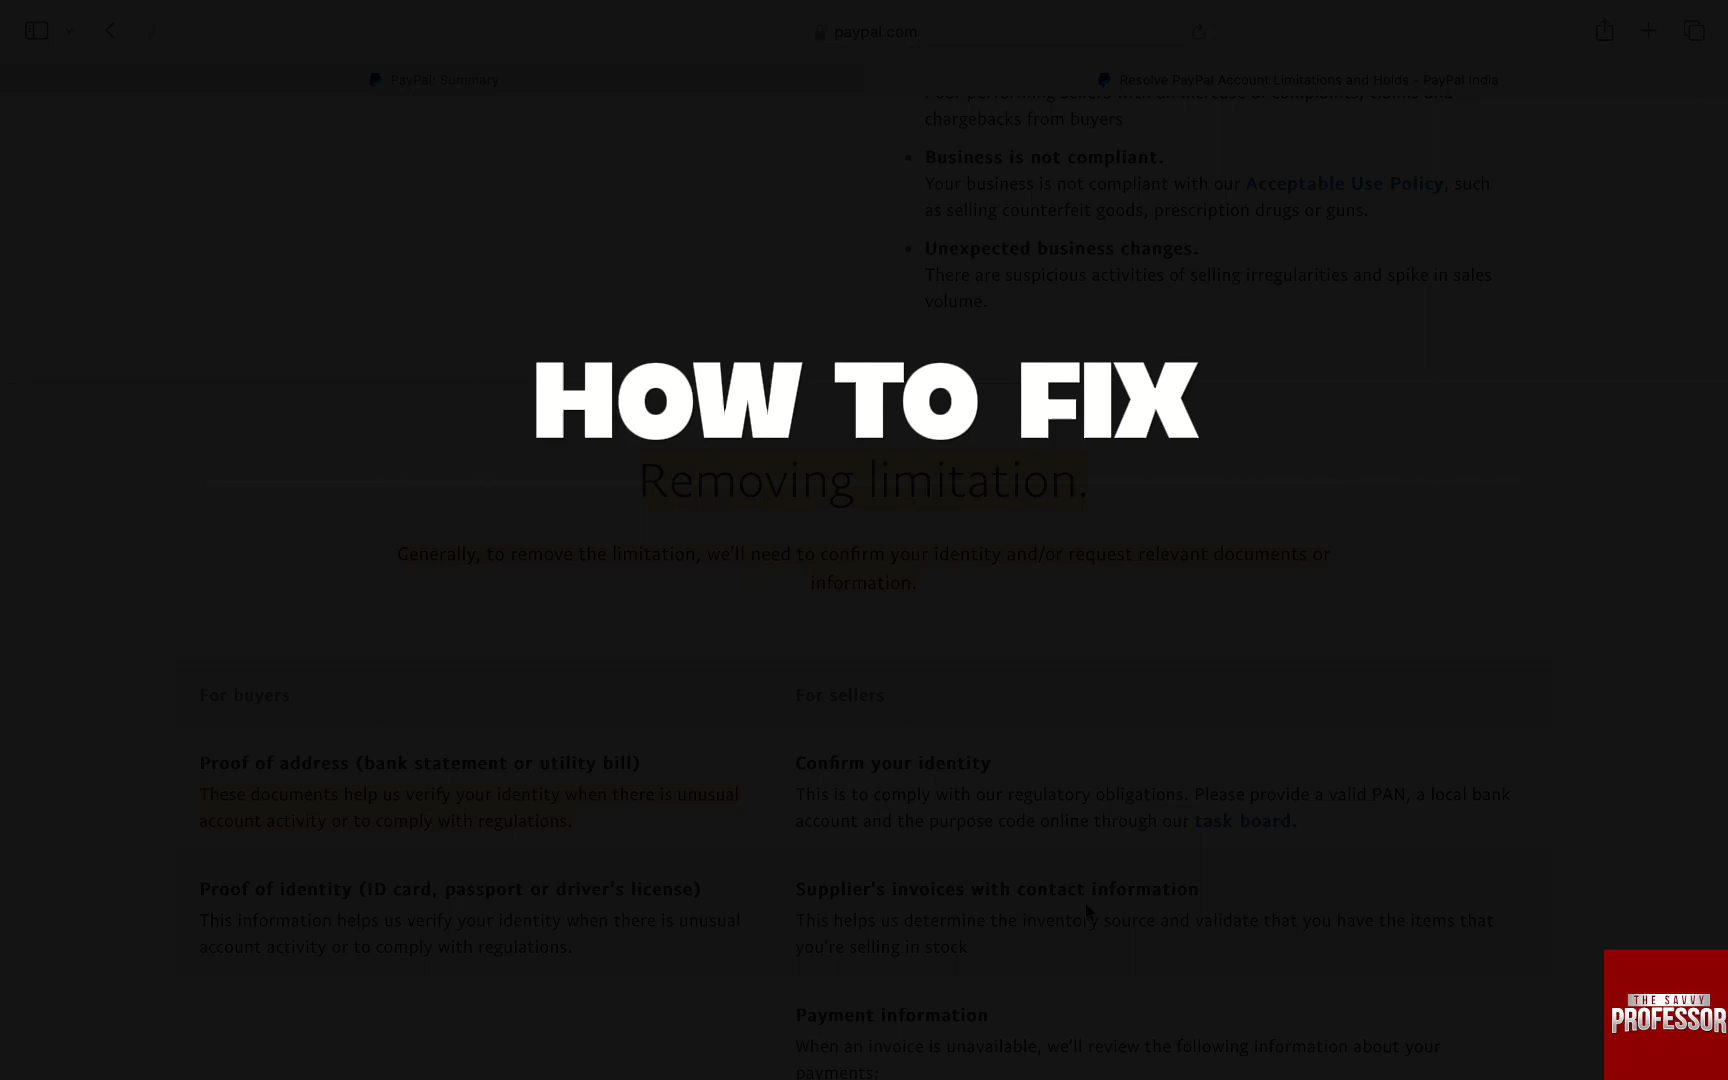 paypal.com
PayPal: Summary
Resolve PayPal Account Limitations and Holds - PayPal India
Poor performing sellers with an increase of complaints, claims and
chargebacks from buyers
Business is not compliant.
Your business is not compliant with our Acceptable Use Policy, such
as selling counterfeit goods, prescription drugs or guns.
Unexpected business changes.
There are suspicious activities of selling irregularities and spike in sales
volume.
HOW TO FIX
Removing limitation.
Generally, to remove the limitation, we'll need to confirm your identity and/or request relevant documents or
information.
For buyers
For sellers
Proof of address (bank statement or utility bill)
These documents help us verify your identity when there is unusual
account activity or to comply with regulations.
Confirm your identity
This is to comply with our regulatory obligations. Please provide a valid PAN, a local bank
account and the purpose code online through our task board.
Proof of identity (ID card, passport or driver's license)
This information helps us verify your identity when there is unusual
account activity or to comply with regulations.
Supplier's invoices with contact information
This helps us determine the inventory source and validate that you have the items that
you're selling in stock
Payment information
When an invoice is unavailable, we'll review the following information about your
payments:
THE SAVVY
PROFESSOR